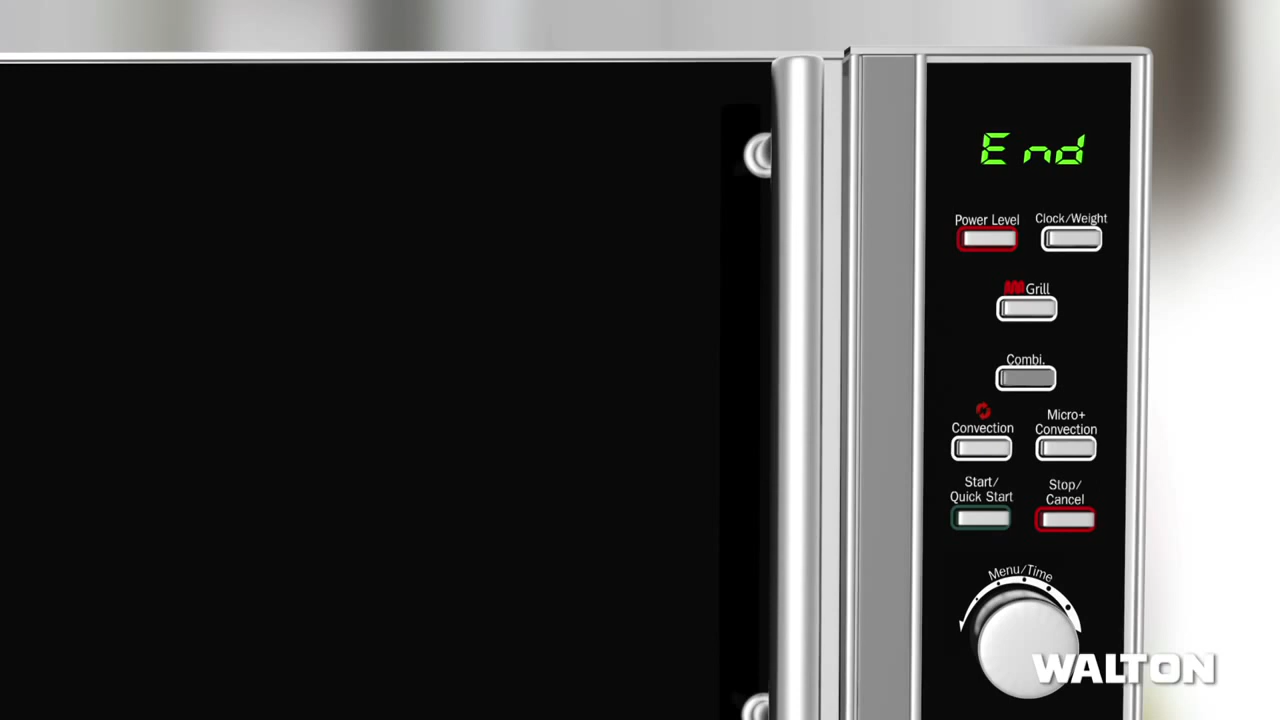 End
Power Level
Clock/Weight
Grill
Combi.
Convection
Micro+
Convection
Start/
Quick Start
Stop/
Cancel
Menu/Time
WALTON